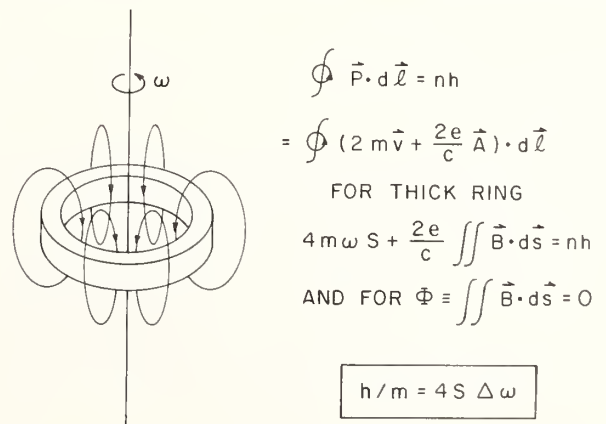 ω
∮ P⃗·dℓ⃗ = nh
= ∮ (2mv⃗ + 2e/c A⃗)·dℓ⃗
FOR THICK RING
4mωS + 2e/c ∬ B⃗·ds⃗ = nh
AND FOR Φ ≡ ∬ B⃗·ds⃗ = 0
h/m = 4S Δω